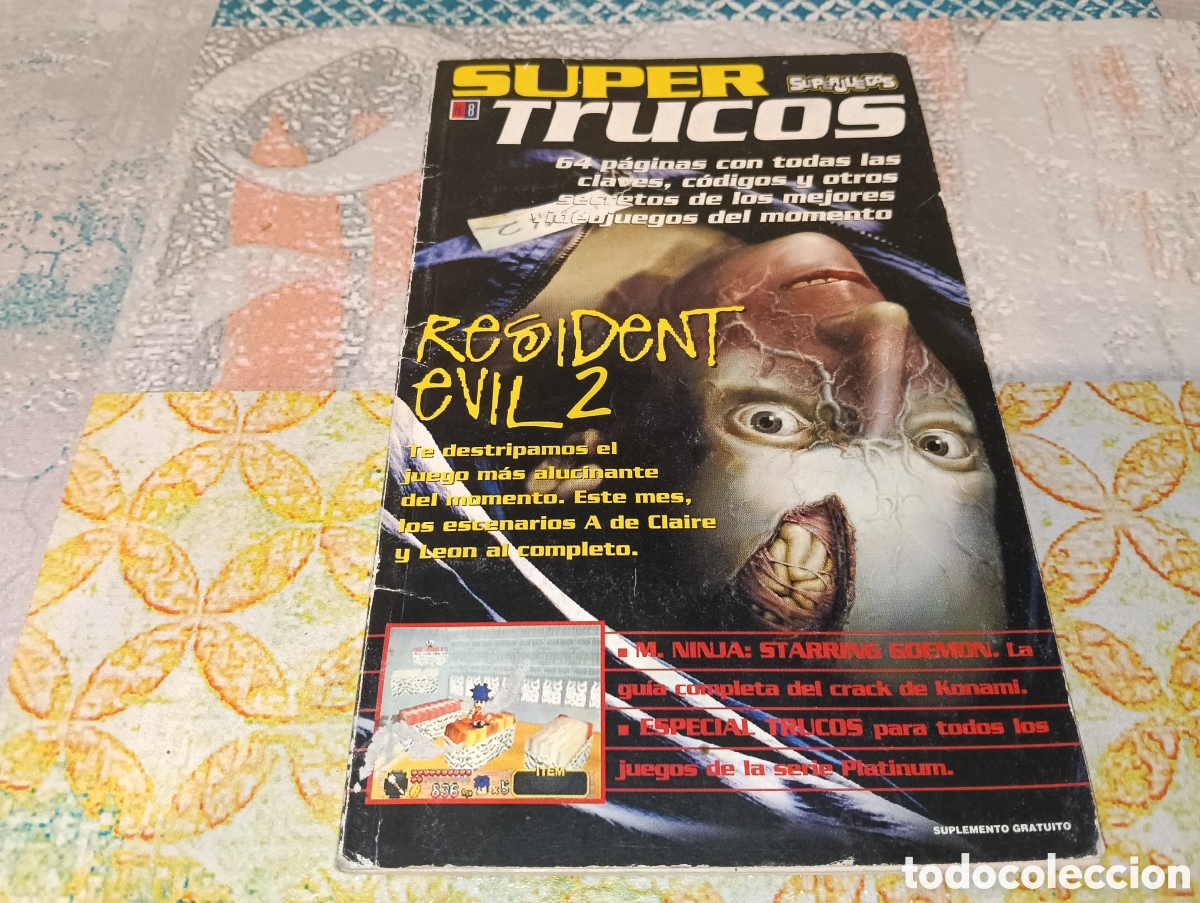 SUPER
SUPERJUEGOS
8
TRUCOS
64 páginas con todas las
claves, códigos y otros
secretos de los mejores
videojuegos del momento
RESIDENT
EVIL 2
Te destripamos el
juego más alucinante
del momento. Este mes,
los escenarios A de Claire
y Leon al completo.
■ M. NINJA: STARRING GOEMON. La
guía completa del crack de Konami.
■ ESPECIAL TRUCOS para todos los
juegos de la serie Platinum.
ITEM
836
x5
SUPLEMENTO GRATUITO
todocoleccion